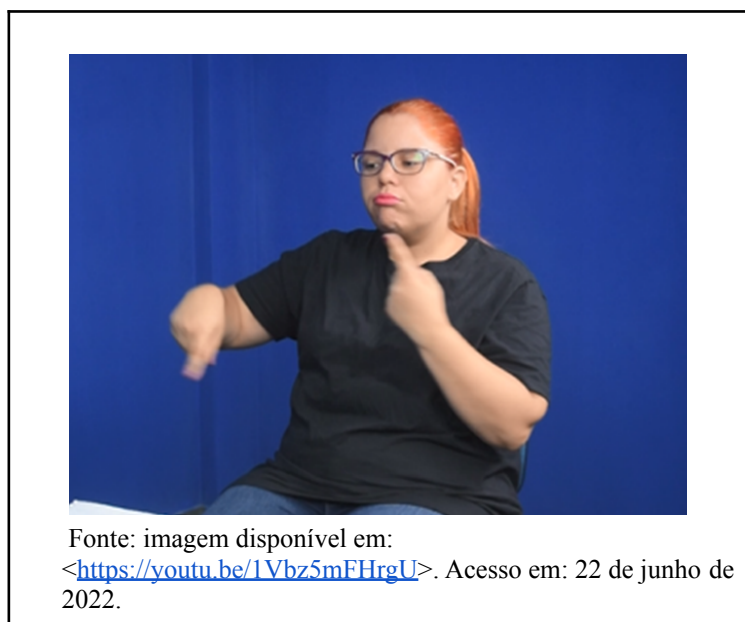 Fonte: imagem disponível em:
<https://youtu.be/1Vbz5mFHrgU>. Acesso em: 22 de junho de
2022.